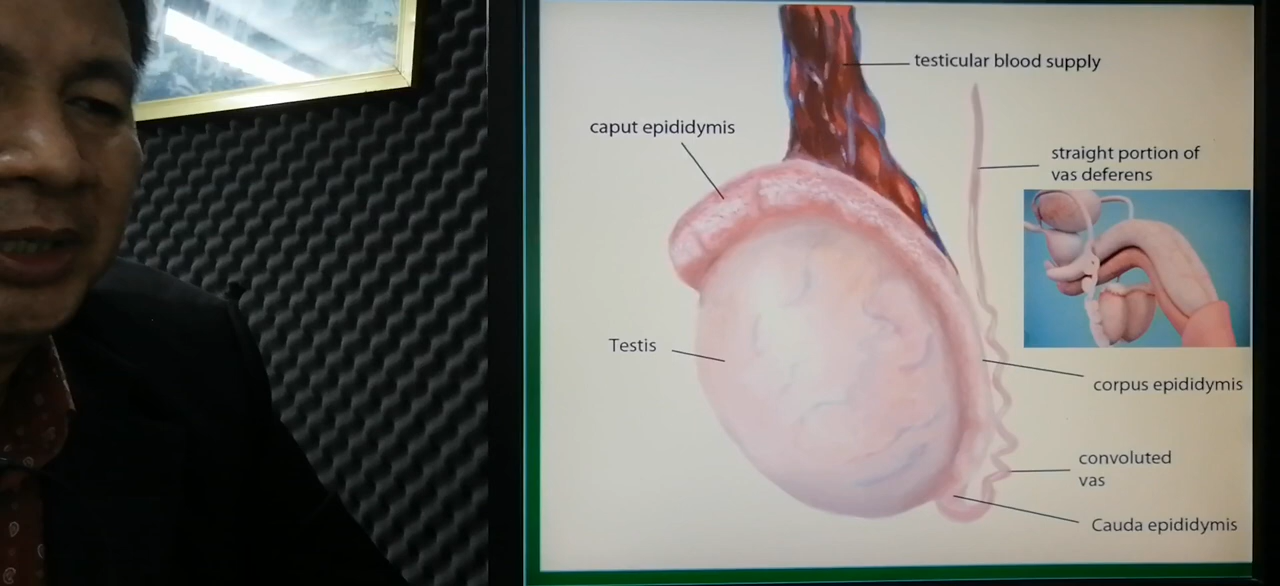 testicular blood supply
caput epididymis
straight portion of
vas deferens
Testis
corpus epididymis
convoluted
vas
Cauda epididymis